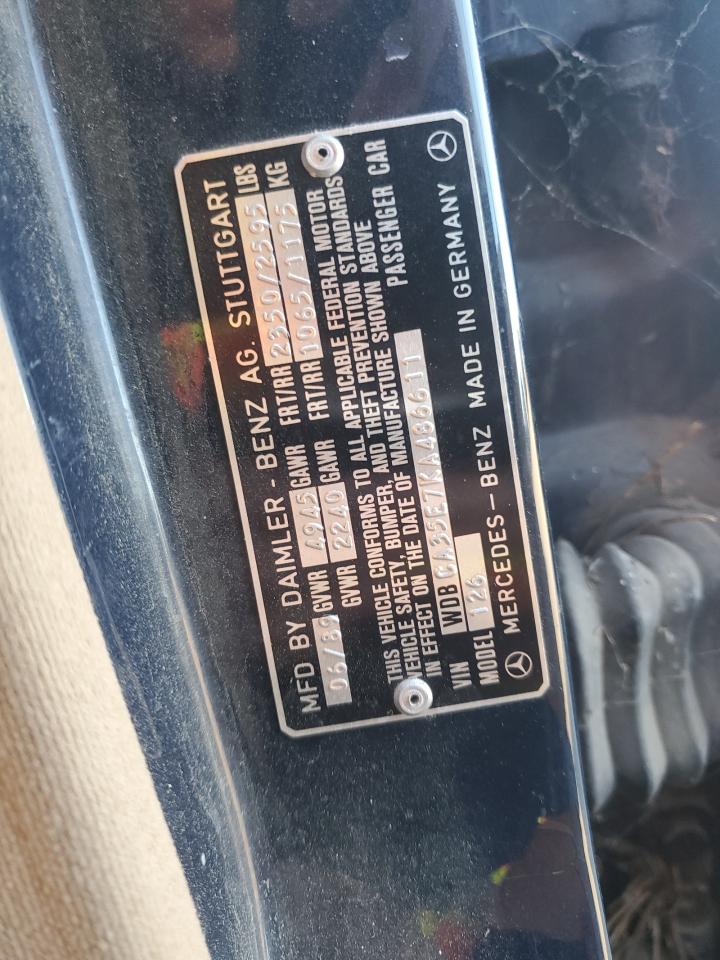 MFD BY DAIMLER - BENZ AG. STUTTGART
06/89 GVWR 4945 GAWR FRT/RR 2350/2595 LBS
GVWR 2240 GAWR FRT/RR 1065/1175 KG
THIS VEHICLE CONFORMS TO ALL APPLICABLE FEDERAL MOTOR
VEHICLE SAFETY, BUMPER, AND THEFT PREVENTION STANDARDS
IN EFFECT ON THE DATE OF MANUFACTURE SHOWN ABOVE
VIN WDB CA35E7KA486611 PASSENGER CAR
MODEL 126
MERCEDES - BENZ MADE IN GERMANY